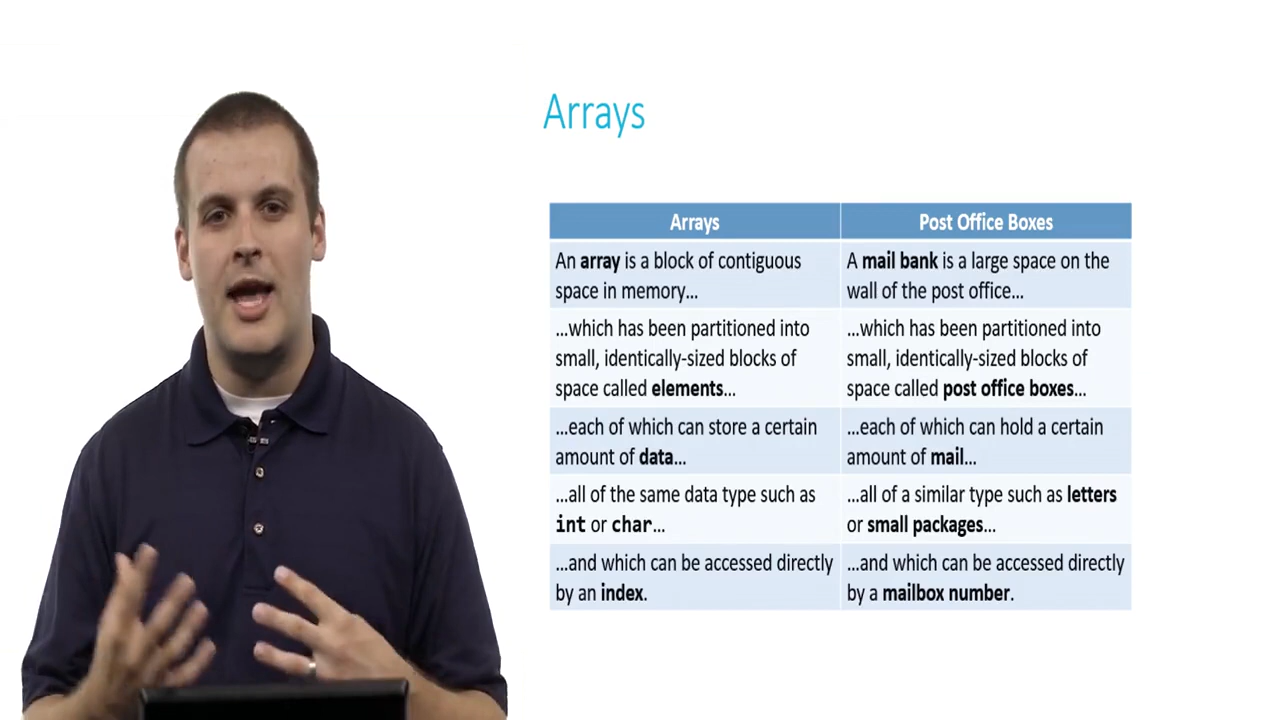 Arrays
Arrays
Post Office Boxes
An array is a block of contiguous
space in memory...
A mail bank is a large space on the
wall of the post office...
...which has been partitioned into
small, identically-sized blocks of
space called elements...
...which has been partitioned into
small, identically-sized blocks of
space called post office boxes...
...each of which can store a certain
amount of data...
...each of which can hold a certain
amount of mail...
...all of the same data type such as
int or char...
...all of a similar type such as letters
or small packages...
...and which can be accessed directly
by an index.
...and which can be accessed directly
by a mailbox number.